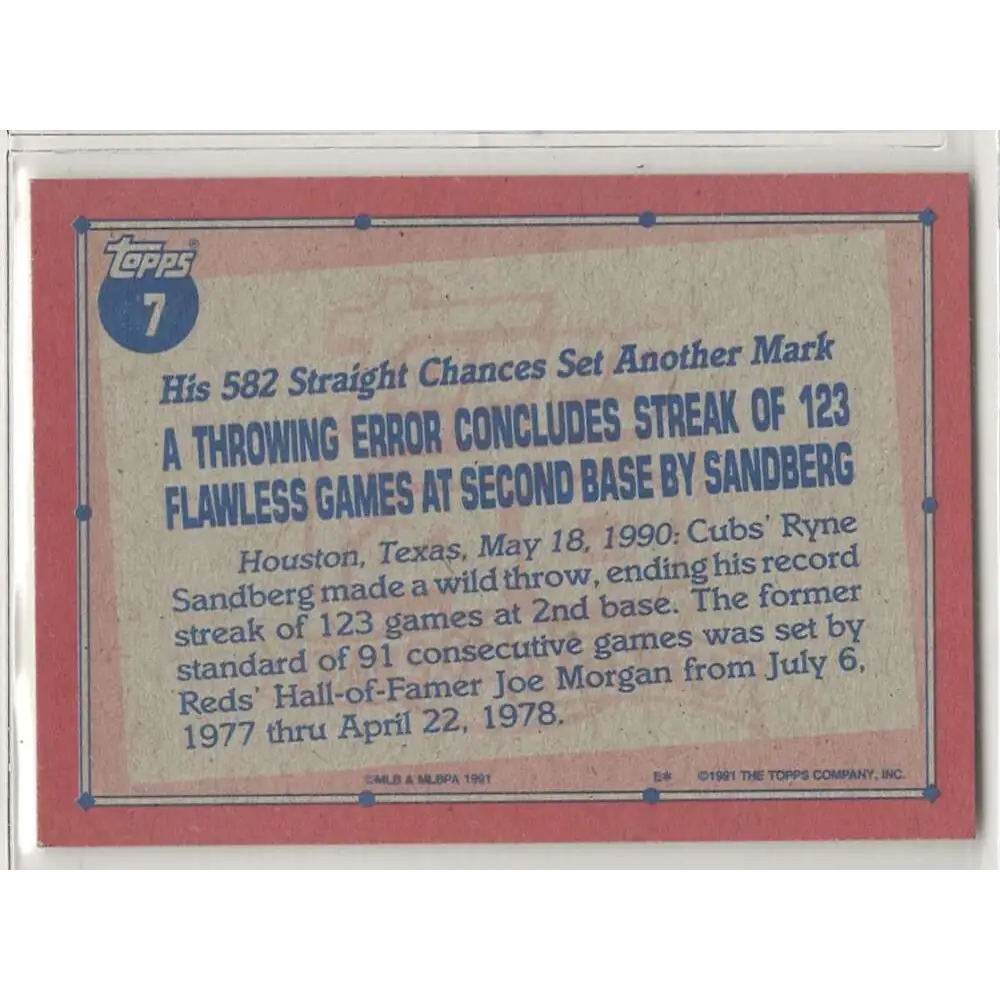 topps®
7
His 582 Straight Chances Set Another Mark
A THROWING ERROR CONCLUDES STREAK OF 123
FLAWLESS GAMES AT SECOND BASE BY SANDBERG
Houston, Texas, May 18, 1990: Cubs' Ryne
Sandberg made a wild throw, ending his record
streak of 123 games at 2nd base. The former
standard of 91 consecutive games was set by
Reds' Hall-of-Famer Joe Morgan from July 6,
1977 thru April 22, 1978.
©MLB & MLBPA 1991 E* ©1991 THE TOPPS COMPANY, INC.